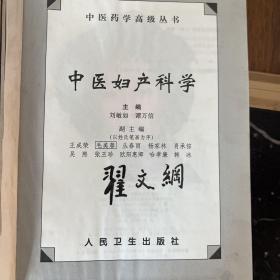 中医药学高级丛书
中医妇产科学
主 编
刘敏如 谭万信
副主编
(以姓氏笔画为序)
王成荣 毛美蓉 丛春雨 杨家林 肖承悰
吴 熙 张玉珍 欧阳惠卿 哈孝廉 韩 冰
翟文纲
人民卫生出版社